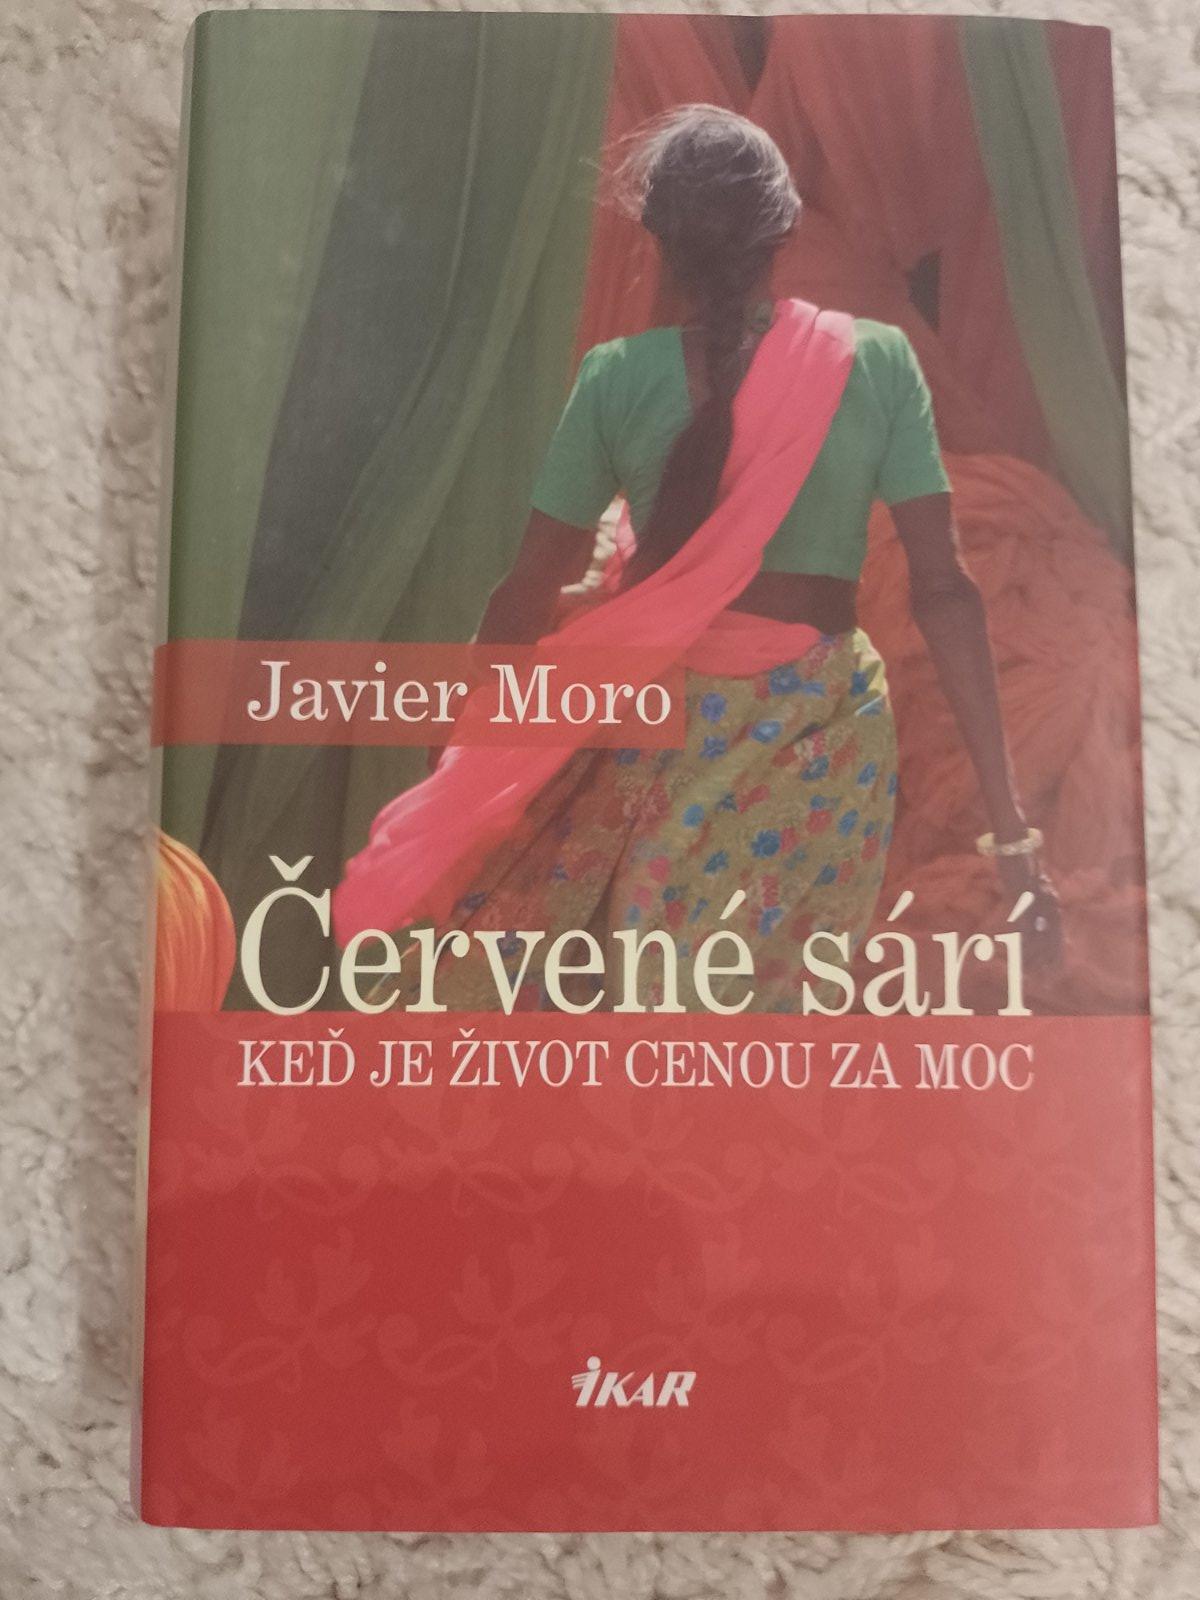 Javier Moro
Červené sárí
KEĎ JE ŽIVOT CENOU ZA MOC
IKAR